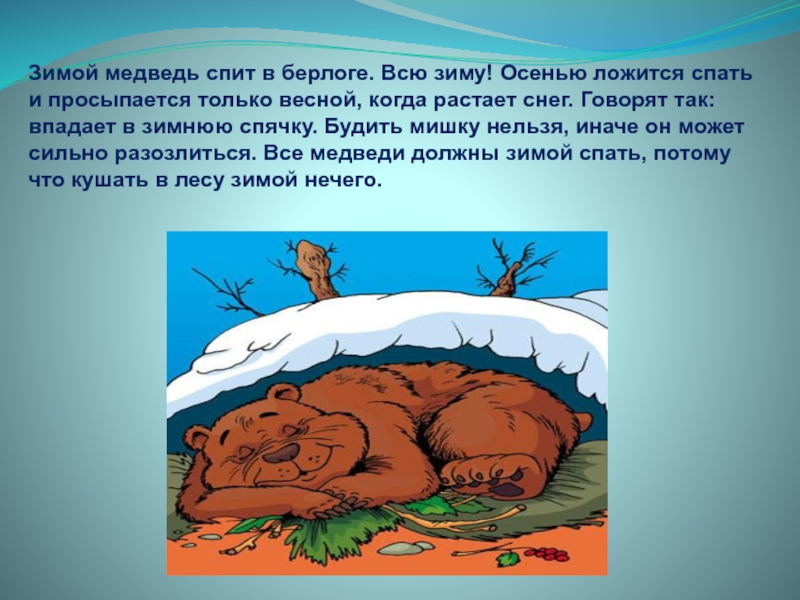 Зимой медведь спит в берлоге. Всю зиму! Осенью ложится спать
и просыпается только весной, когда растает снег. Говорят так:
впадает в зимнюю спячку. Будить мишку нельзя, иначе он может
сильно разозлиться. Все медведи должны зимой спать, потому
что кушать в лесу зимой нечего.